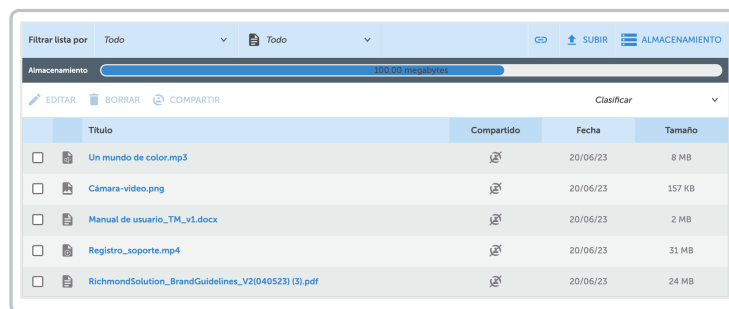 Filtrar lista por Todo Todo SUBIR ALMACENAMIENTO
Almacenamiento 100.00 megabytes
EDITAR BORRAR COMPARTIR Clasificar
Título Compartido Fecha Tamaño
Un mundo de color.mp3 20/06/23 8 MB
Cámara-video.png 20/06/23 157 KB
Manual de usuario_TM_v1.docx 20/06/23 2 MB
Registro_soporte.mp4 20/06/23 31 MB
RichmondSolution_BrandGuidelines_V2(040523) (3).pdf 20/06/23 24 MB